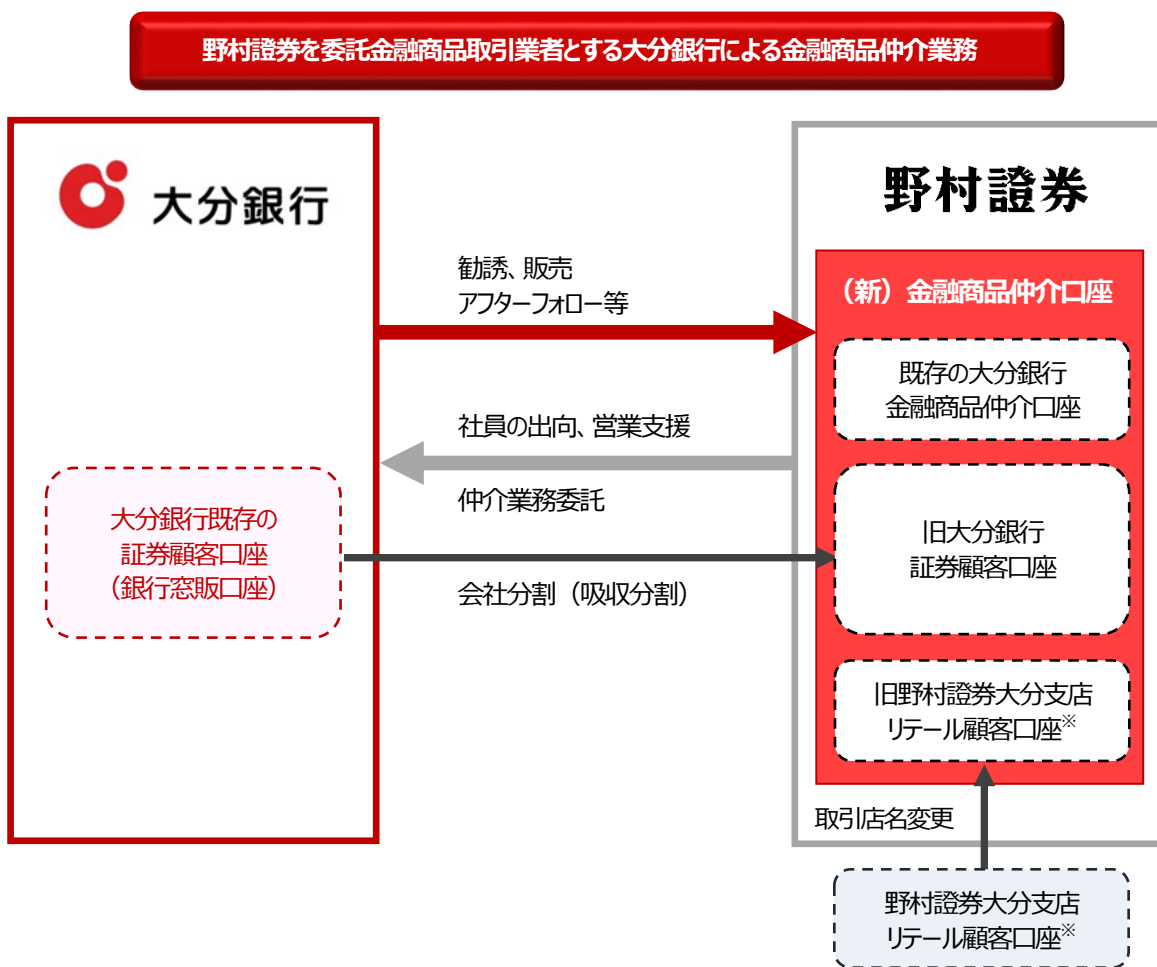 野村證券を委託金融商品取引業者とする大分銀行による金融商品仲介業務
大分銀行
野村證券
勧誘、販売
アフターフォロー等
(新)金融商品仲介口座
既存の大分銀行
金融商品仲介口座
社員の出向、営業支援
仲介業務委託
大分銀行既存の
証券顧客口座
(銀行窓販口座)
旧大分銀行
証券顧客口座
会社分割(吸収分割)
旧野村證券大分支店
リテール顧客口座※
取引店名変更
野村證券大分支店
リテール顧客口座※